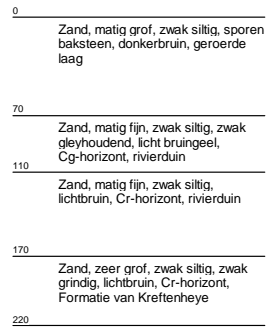 0
Zand, matig grof, zwak siltig, sporen
baksteen, donkerbruin, geroerde
laag
70
Zand, matig fijn, zwak siltig, zwak
gleyhoudend, licht bruingeel,
Cg-horizont, rivierduin
110
Zand, matig fijn, zwak siltig,
lichtbruin, Cr-horizont, rivierduin
170
Zand, zeer grof, zwak siltig, zwak
grindig, lichtbruin, Cr-horizont,
Formatie van Kreftenheye
220